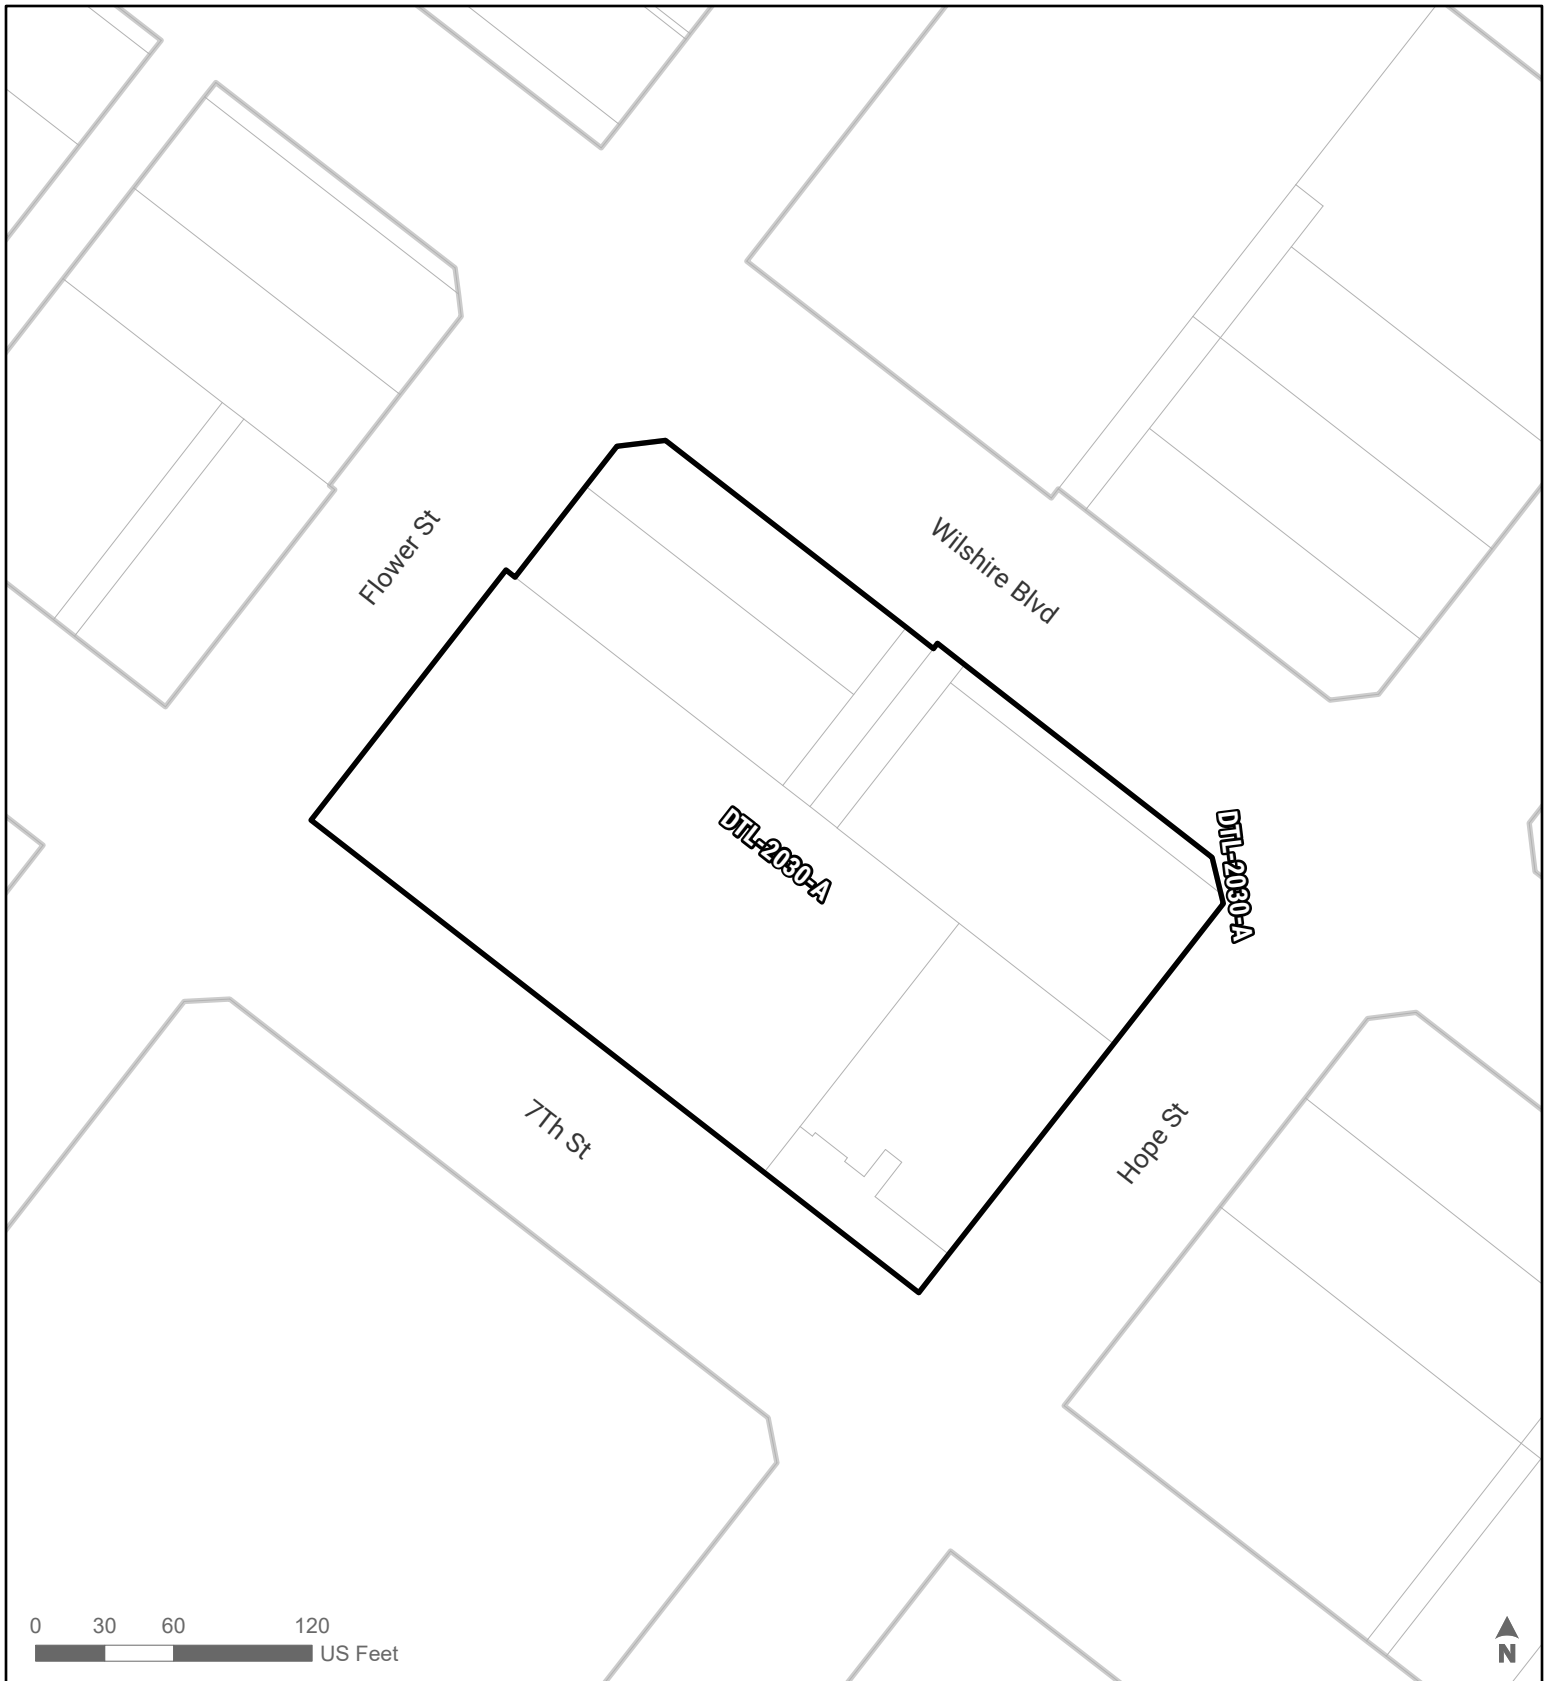 Flower St
Wilshire Blvd
DTL-2030-A
DTL-2030-A
7Th St
Hope St
0 30 60 120
US Feet
N